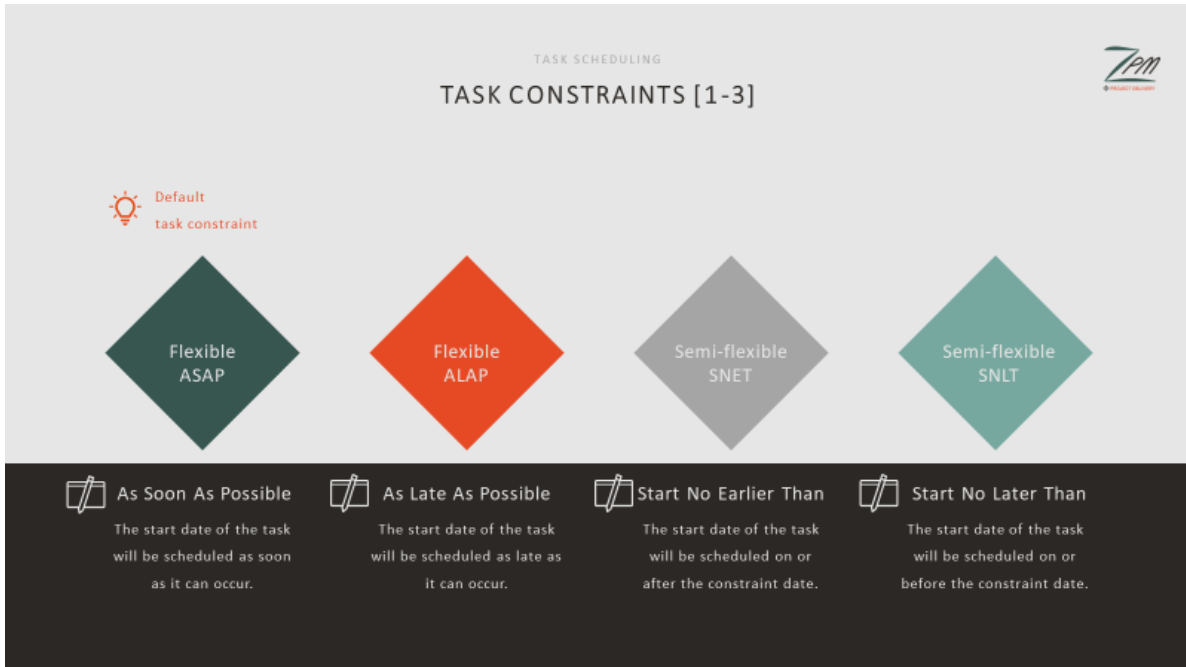 TASK SCHEDULING
TASK CONSTRAINTS [1-3]
7PM
PROJECT DELIVERY
Default
task constraint
Flexible
ASAP
Flexible
ALAP
Semi-flexible
SNET
Semi-flexible
SNLT
As Soon As Possible
The start date of the task
will be scheduled as soon
as it can occur.
As Late As Possible
The start date of the task
will be scheduled as late as
it can occur.
Start No Earlier Than
The start date of the task
will be scheduled on or
after the constraint date.
Start No Later Than
The start date of the task
will be scheduled on or
before the constraint date.